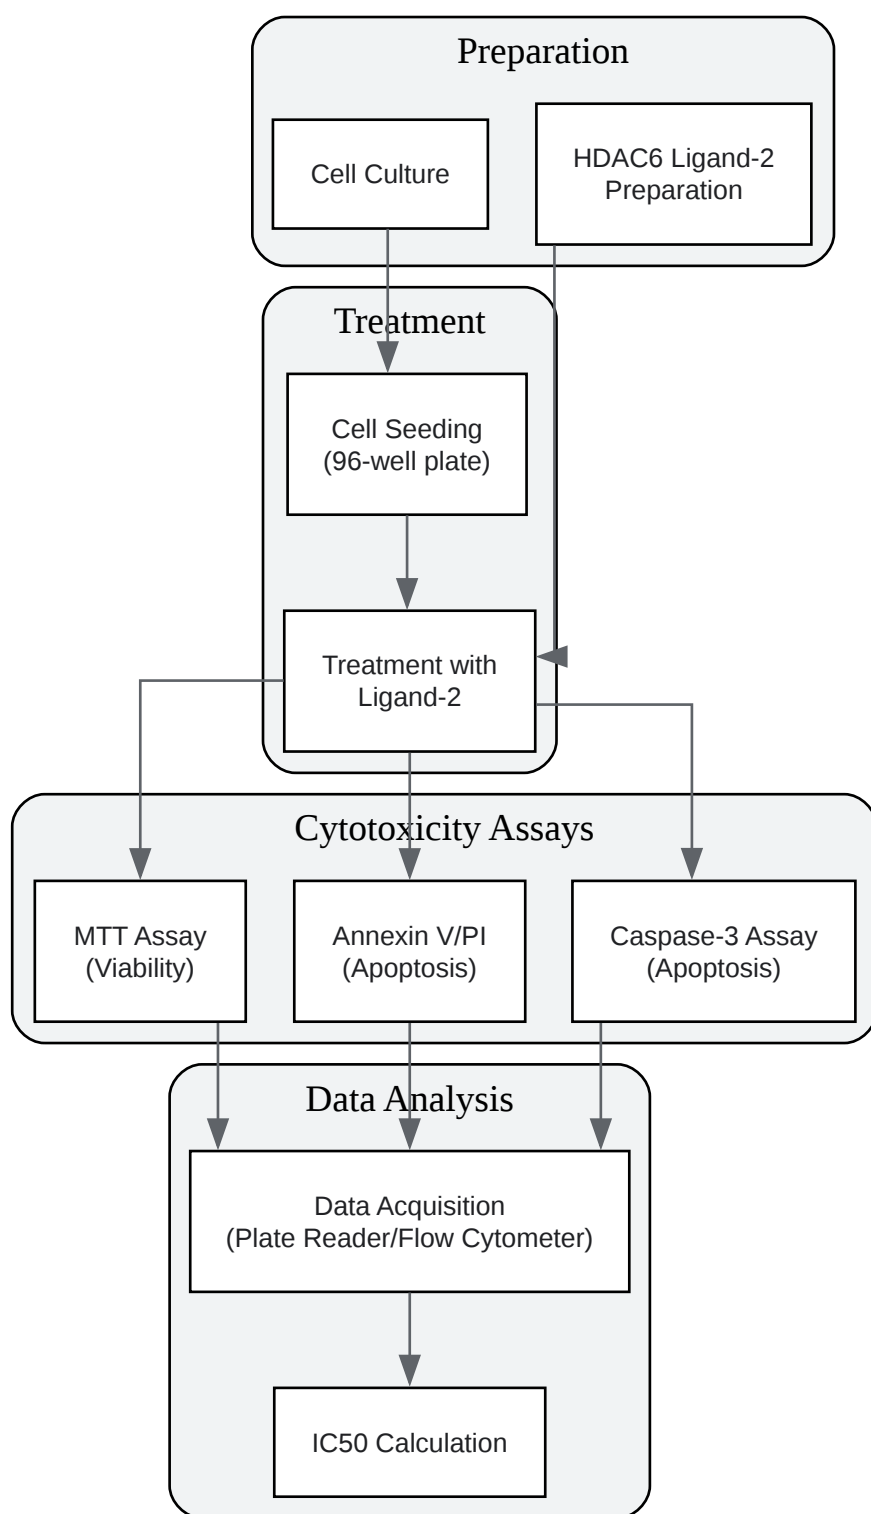 Preparation
Cell Culture
HDAC6 Ligand-2
Preparation
Treatment
Cell Seeding
(96-well plate)
Treatment with
Ligand-2
Cytotoxicity Assays
MTT Assay
(Viability)
Annexin V/PI
(Apoptosis)
Caspase-3 Assay
(Apoptosis)
Data Analysis
Data Acquisition
(Plate Reader/Flow Cytometer)
IC50 Calculation